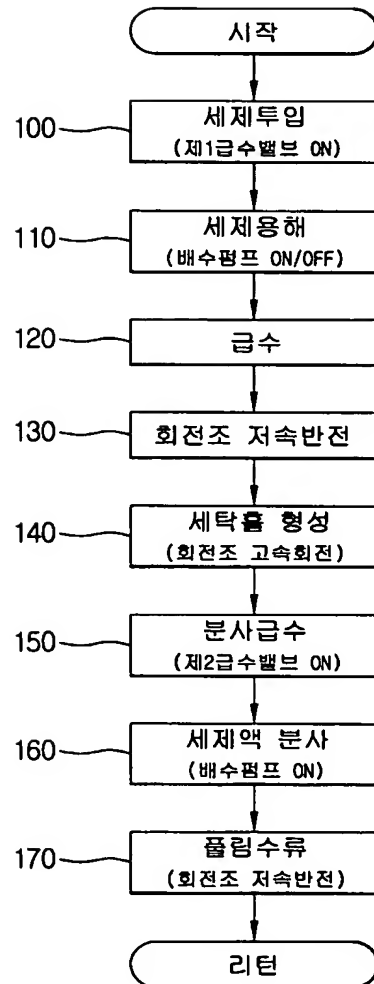 시작
100
세제투입
(제1급수밸브 ON)
110
세제용해
(배수펌프 ON/OFF)
120
급수
130
회전조 저속반전
140
세탁홀 형성
(회전조 고속회전)
150
분사급수
(제2급수밸브 ON)
160
세제액 분사
(배수펌프 ON)
170
풀림수류
(회전조 저속반전)
리턴